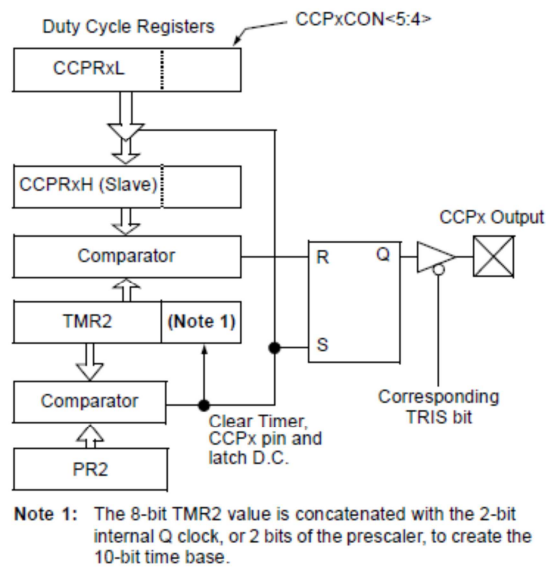 Duty Cycle Registers
CCPxCON<5:4>
CCPRxL
CCPRxH (Slave)
Comparator
TMR2
(Note 1)
Comparator
PR2
R
Q
S
CCPx Output
Clear Timer,
CCPx pin and
latch D.C.
Corresponding
TRIS bit
Note 1: The 8-bit TMR2 value is concatenated with the 2-bit
internal Q clock, or 2 bits of the prescaler, to create the
10-bit time base.